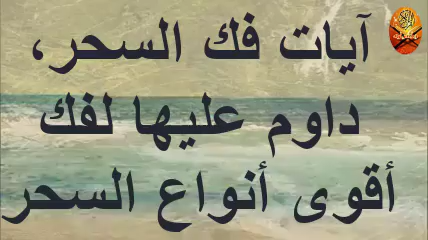 آيات فك السحر،
داوم عليها لفك
أقوى أنواع السحر